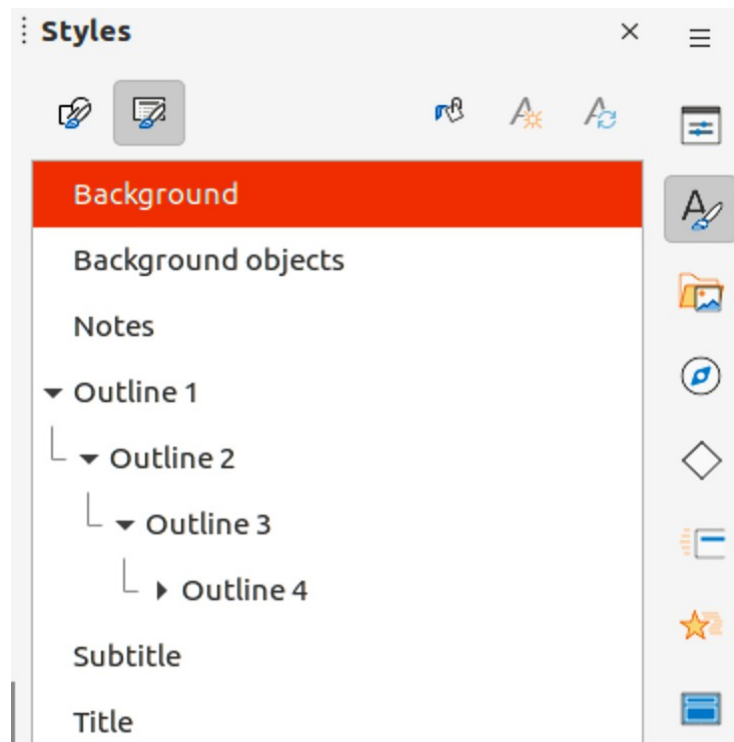 Styles
Background
Background objects
Notes
Outline 1
Outline 2
Outline 3
Outline 4
Subtitle
Title